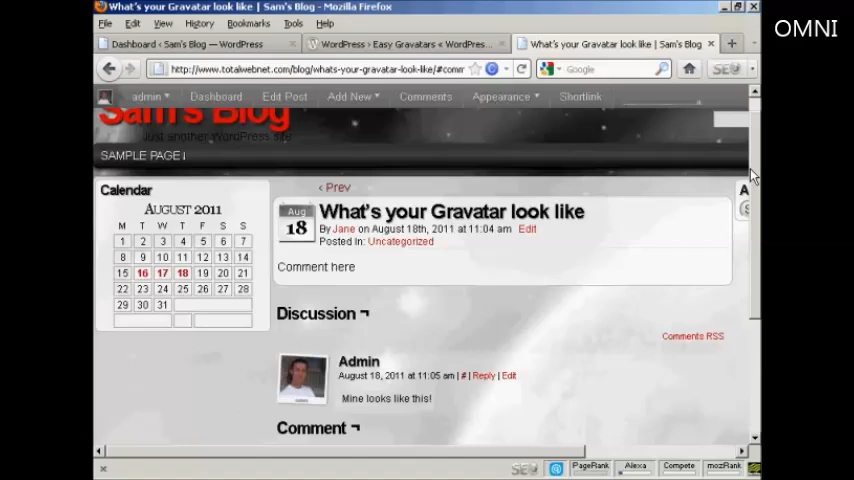 What's your Gravatar look like | Sam's Blog - Mozilla Firefox
OMNI
File Edit View History Bookmarks Tools Help
Dashboard ‹ Sam's Blog — WordPress
WordPress › Easy Gravatars « WordPres...
What's your Gravatar look like | Sam's Blog
http://www.totalwebnet.com/blog/whats-your-gravatar-look-like/#comm
Google
SEO
admin Dashboard Edit Post Add New Comments Appearance Shortlink
Sam's Blog
Just another WordPress site
SAMPLE PAGE
Calendar
August 2011
M T W T F S S
1 2 3 4 5 6 7
8 9 10 11 12 13 14
15 16 17 18 19 20 21
22 23 24 25 26 27 28
29 30 31
‹ Prev
A
Aug
18
What's your Gravatar look like
By Jane on August 18th, 2011 at 11:04 am Edit
Posted In: Uncategorized
Comment here
Discussion ¬
Comments RSS
Admin
August 18, 2011 at 11:05 am | # | Reply | Edit
Mine looks like this!
Comment ¬
SEO PageRank Alexa Compete mozRank